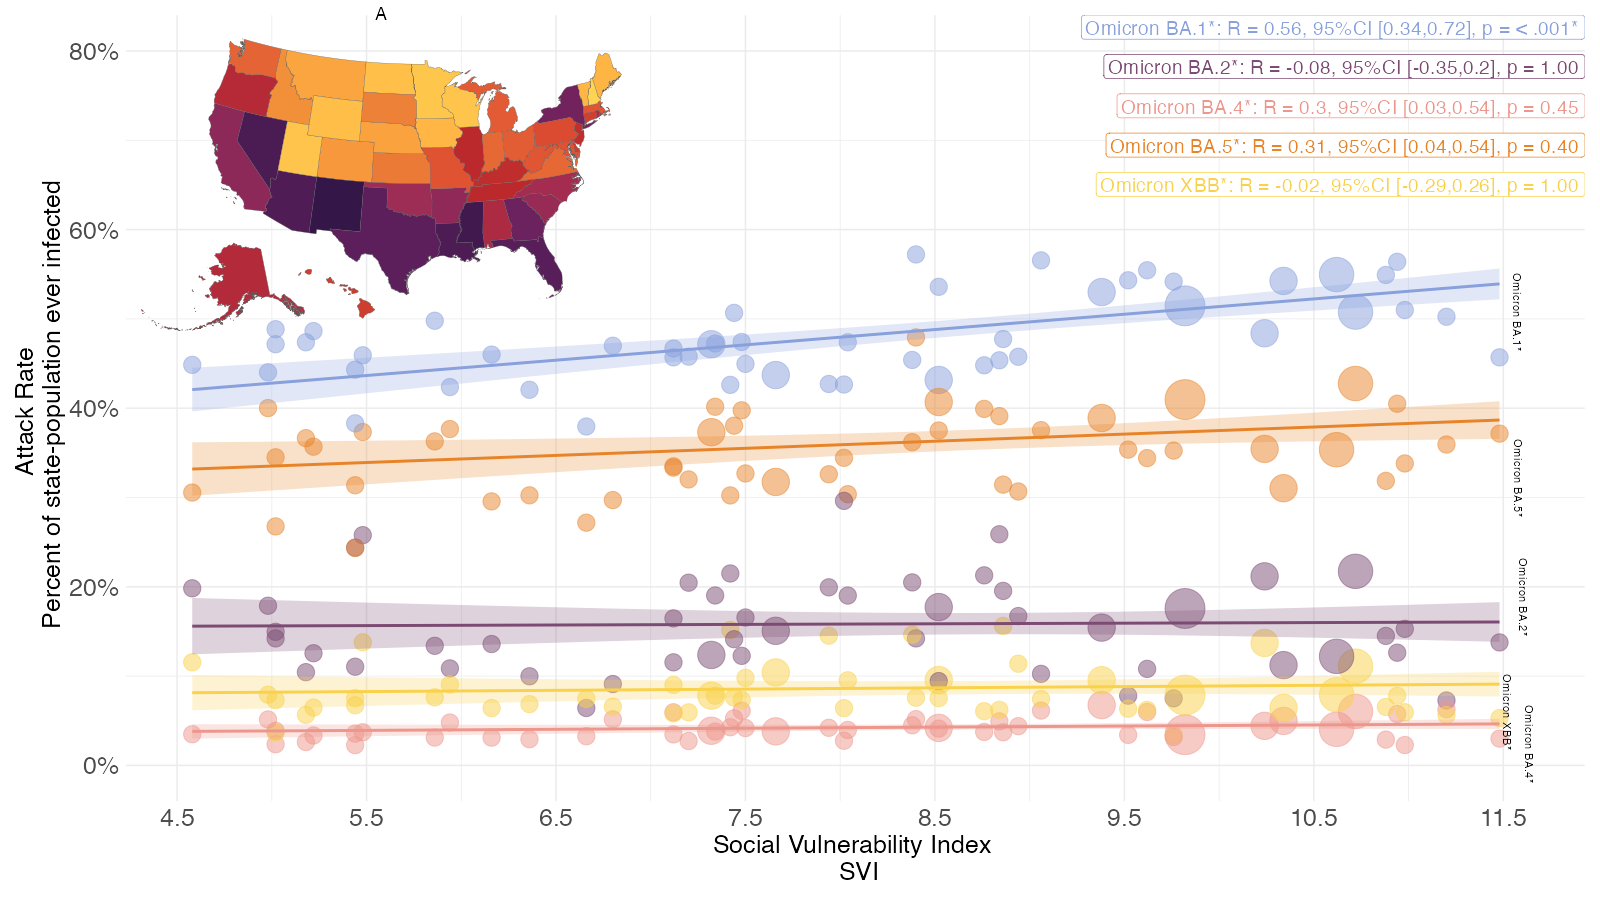 A
Omicron BA.1*: R = 0.56, 95%CI [0.34,0.72], p = < .001*
Omicron BA.2*: R = -0.08, 95%CI [-0.35,0.2], p = 1.00
Omicron BA.4*: R = 0.3, 95%CI [0.03,0.54], p = 0.45
Omicron BA.5*: R = 0.31, 95%CI [0.04,0.54], p = 0.40
Omicron XBB*: R = -0.02, 95%CI [-0.29,0.26], p = 1.00
Attack Rate
Percent of state-population ever infected
80%
60%
40%
20%
0%
Omicron BA.1*
Omicron BA.5*
Omicron BA.2*
Omicron XBB*
Omicron BA.4*
4.5 5.5 6.5 7.5 8.5 9.5 10.5 11.5
Social Vulnerability Index
SVI